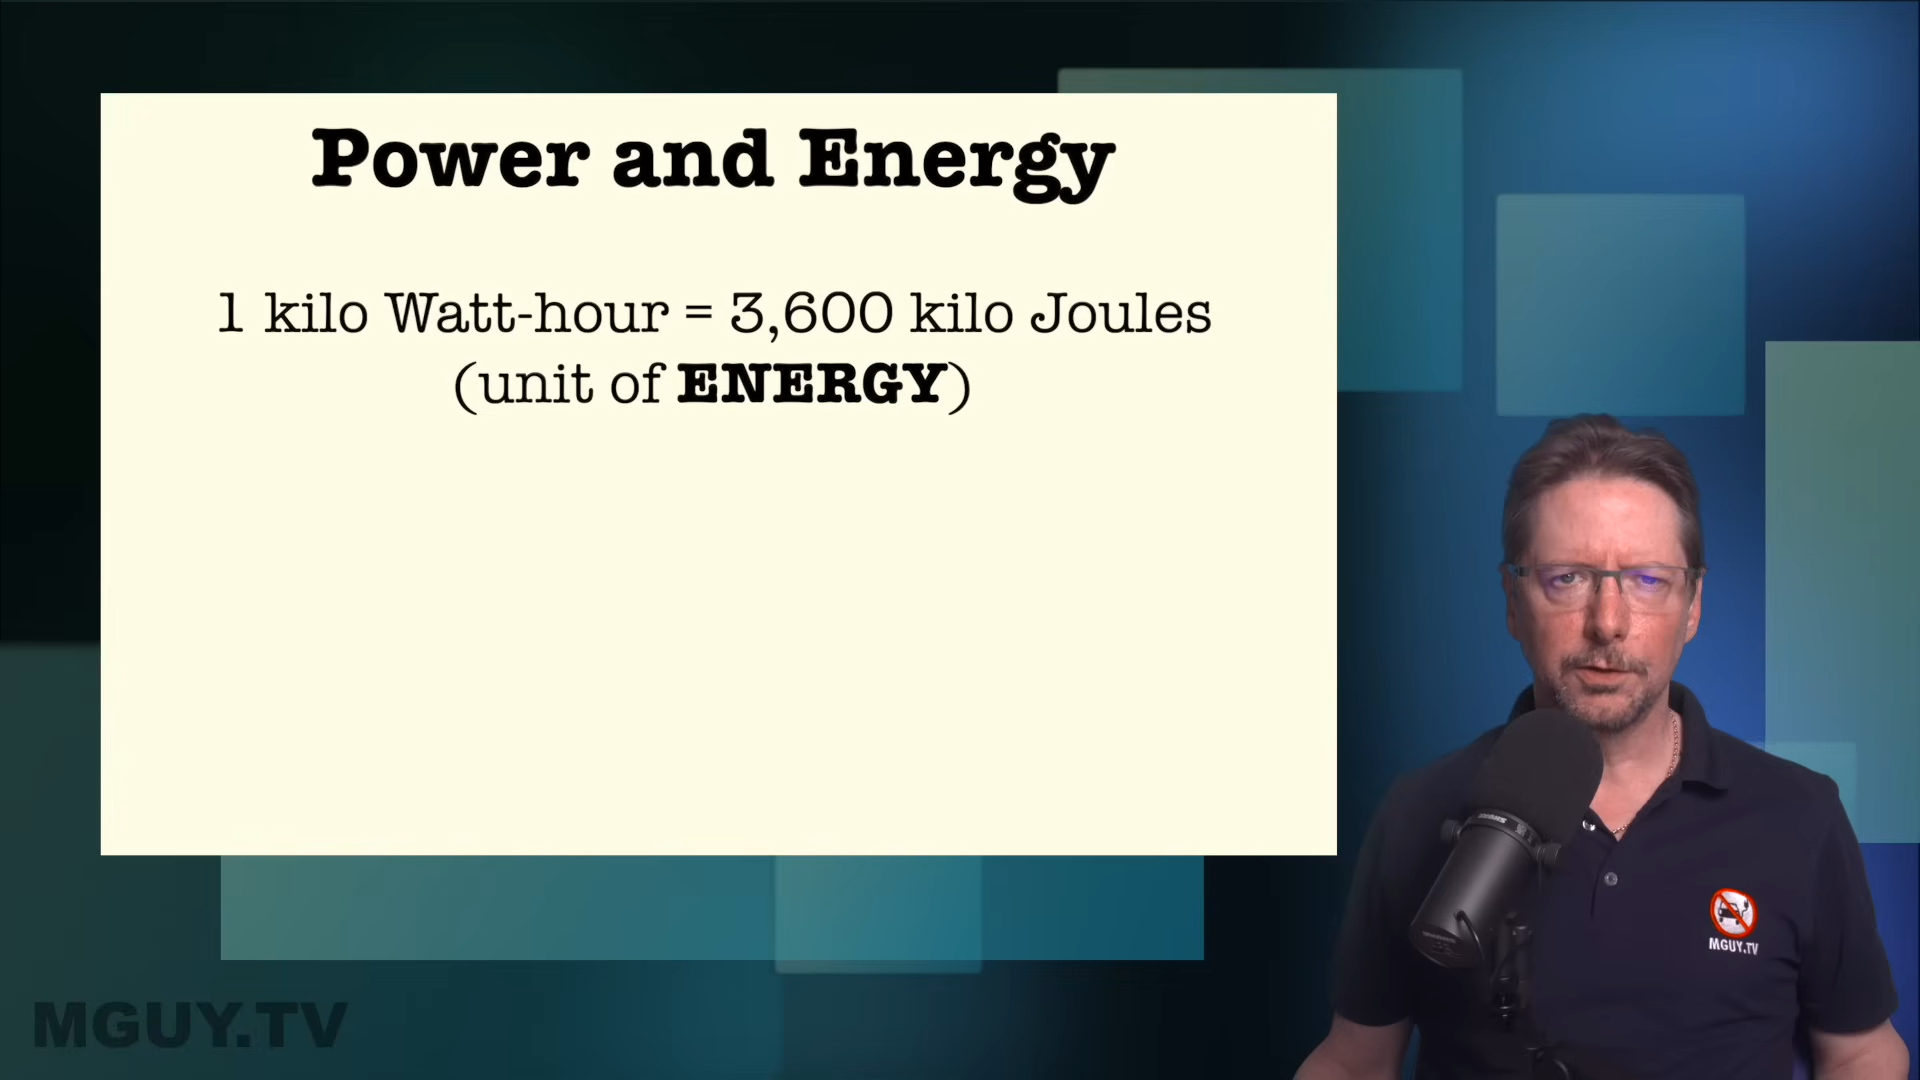 Power and Energy
1 kilo Watt-hour = 3,600 kilo Joules
(unit of ENERGY)
MGUY.TV
MGUY.TV